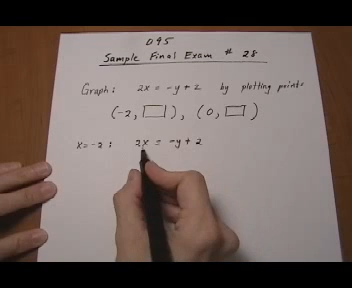 095
Sample Final Exam # 28
Graph: 2x = -y + 2 by plotting points
(-2, □), (0, □)
x = -2: 2x = -y + 2